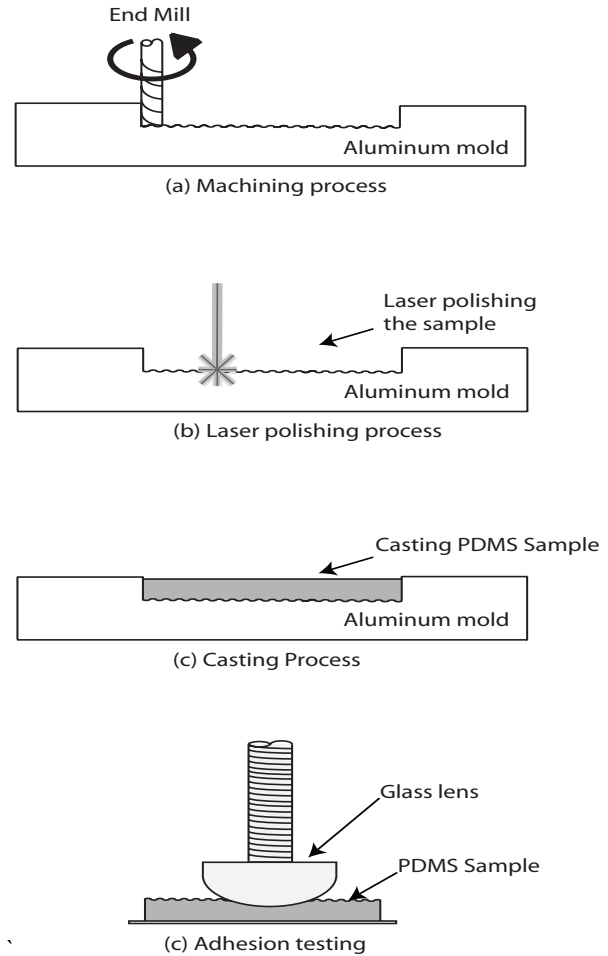 End Mill
Aluminum mold
(a) Machining process
Laser polishing
the sample
Aluminum mold
(b) Laser polishing process
Casting PDMS Sample
Aluminum mold
(c) Casting Process
Glass lens
PDMS Sample
(c) Adhesion testing
`